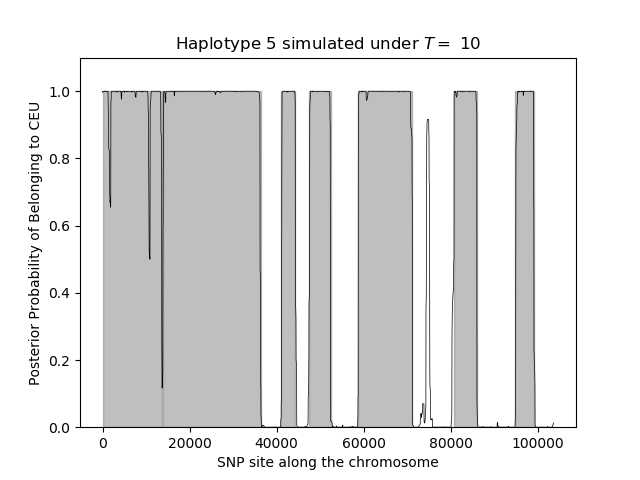 Haplotype 5 simulated under T = 10
Posterior Probability of Belonging to CEU
1.0
0.8
0.6
0.4
0.2
0.0
0 20000 40000 60000 80000 100000
SNP site along the chromosome